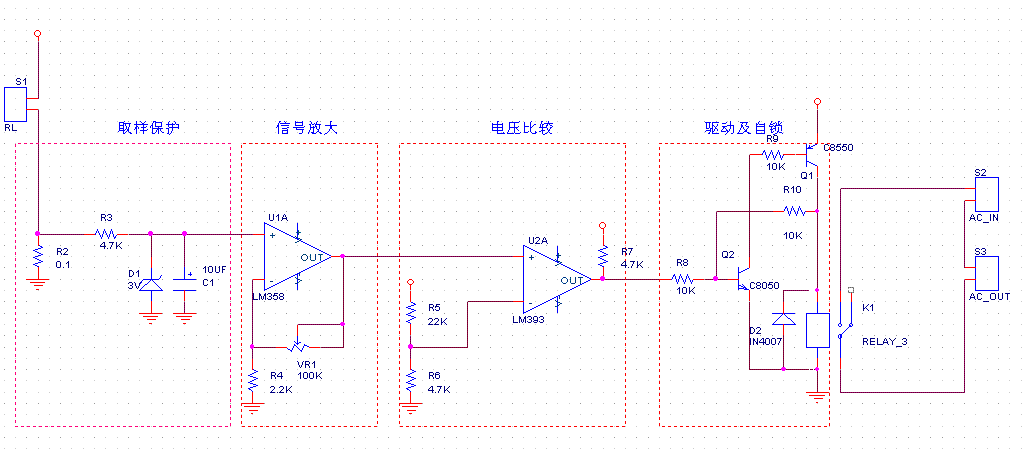 S1
RL
取样保护
信号放大
电压比较
驱动及自锁
R9
10K
C8550
Q1
R10
10K
S2
AC_IN
R3
4.7K
R2
0.1
D1
3V
+
10UF
C1
U1A
+
-
OUT
LM358
VR1
100K
R4
2.2K
R5
22K
R6
4.7K
U2A
+
-
OUT
LM393
R7
4.7K
R8
10K
Q2
C8050
D2
IN4007
K1
RELAY_3
S3
AC_OUT